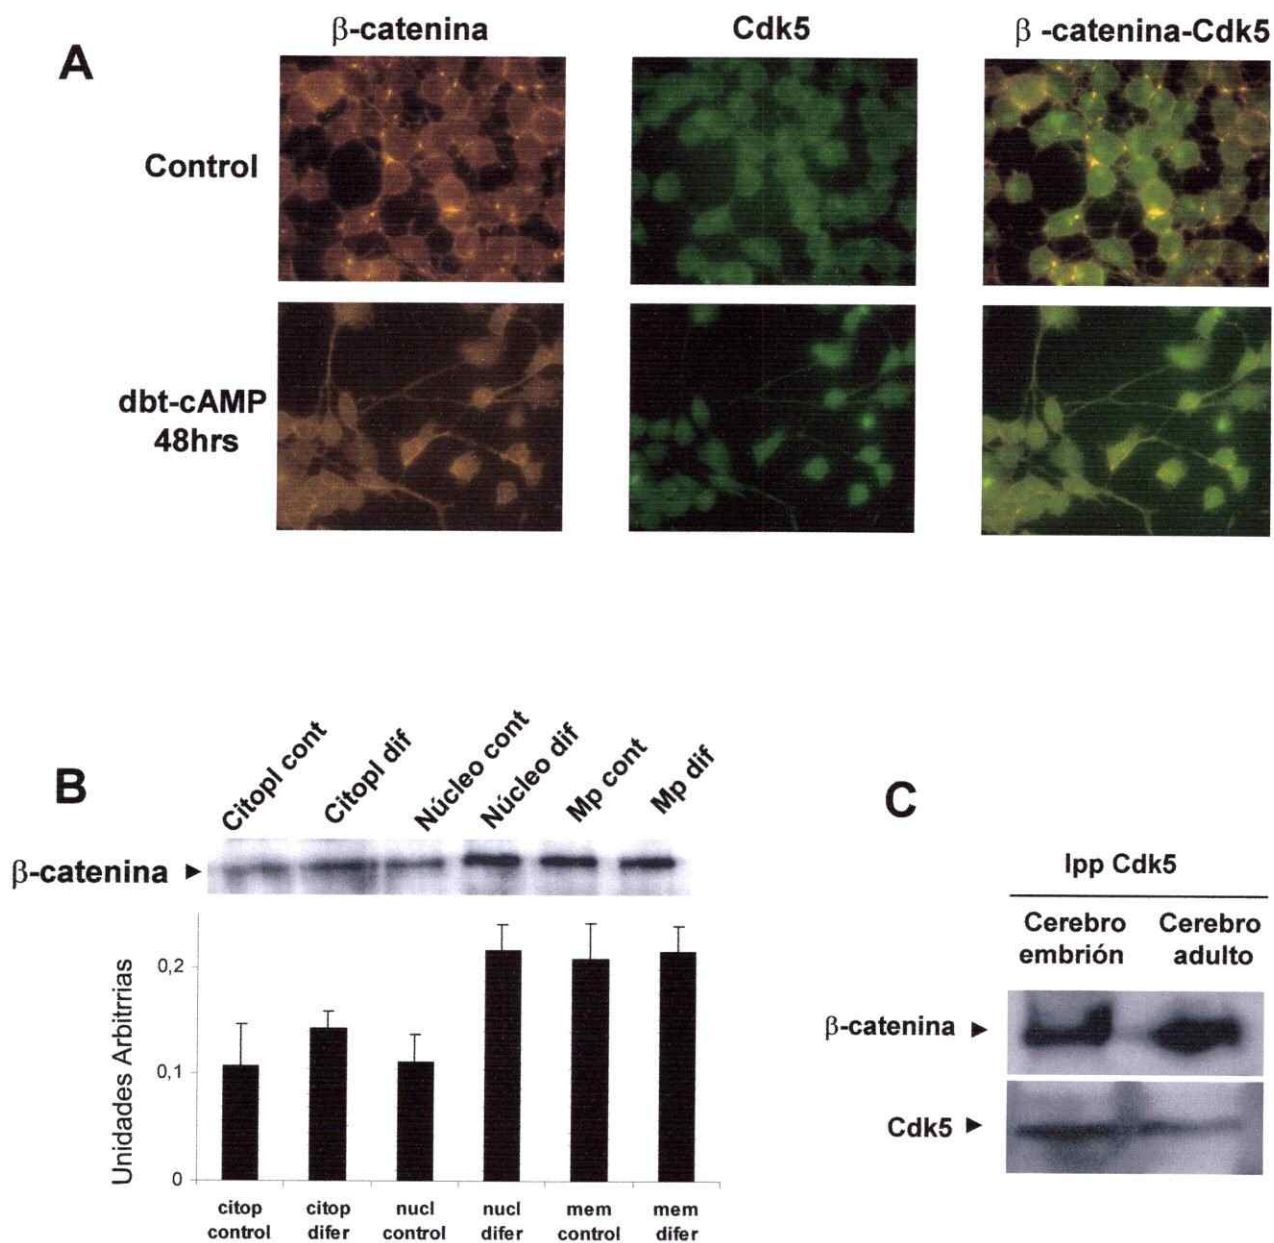 β-catenina
Cdk5
β -catenina-Cdk5
A
Control
dbt-cAMP
48hrs
B
Citopl cont
Citopl dif
Núcleo cont
Núcleo dif
Mp cont
Mp dif
β-catenina
Unidades Arbitrrias
0,2
0,1
0
citop
control
citop
difer
nucl
control
nucl
difer
mem
control
mem
difer
C
Ipp Cdk5
Cerebro
embrión
Cerebro
adulto
β-catenina
Cdk5